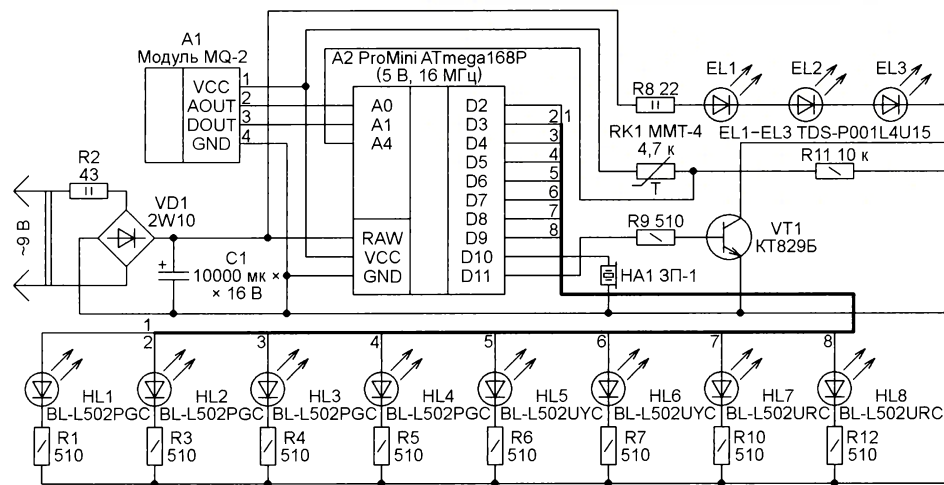 A1
Модуль MQ-2
VCC
AOUT
DOUT
GND
1
2
3
4
A2 ProMini ATmega168P
(5 В, 16 МГц)
A0
A1
A4
RAW
VCC
GND
D2
D3
D4
D5
D6
D7
D8
D9
D10
D11
1
2
3
4
5
6
7
8
R8 22
EL1
EL2
EL3
EL1–EL3 TDS-P001L4U15
RK1 ММТ-4
4,7 к
T
R11 10 к
R9 510
VT1
КТ829Б
HA1 ЗП-1
R2
43
~9 В
VD1
2W10
+
C1
10000 мк ×
× 16 В
1
2
3
4
5
6
7
8
HL1
BL-L502PGC
HL2
BL-L502PGC
HL3
BL-L502PGC
HL4
BL-L502PGC
HL5
BL-L502UYC
HL6
BL-L502UYC
HL7
BL-L502URC
HL8
BL-L502URC
R1
510
R3
510
R4
510
R5
510
R6
510
R7
510
R10
510
R12
510